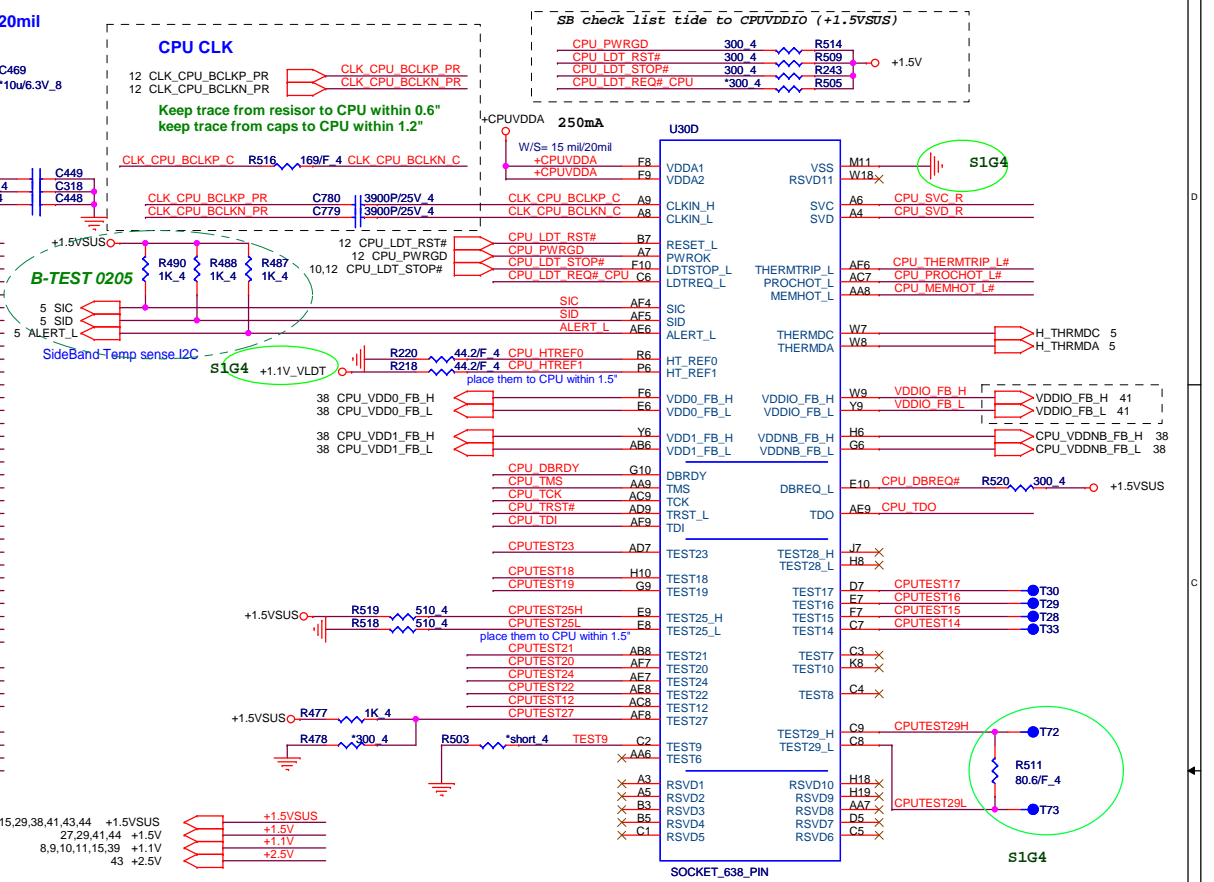 20mil
C469
*10u/6.3V_8
CPU CLK
12 CLK_CPU_BCLKP_PR CLK_CPU_BCLKP_PR
12 CLK_CPU_BCLKN_PR CLK_CPU_BCLKN_PR
Keep trace from resisor to CPU within 0.6"
keep trace from caps to CPU within 1.2"
CLK_CPU_BCLKP_C R516 169/F_4 CLK_CPU_BCLKN_C
CLK_CPU_BCLKP_PR C780 3900P/25V_4 CLK_CPU_BCLKP_C
CLK_CPU_BCLKN_PR C779 3900P/25V_4 CLK_CPU_BCLKN_C
C449
4 C318
C448
SB check list tide to CPUVDDIO (+1.5VSUS)
CPU_PWRGD 300_4 R514
CPU_LDT_RST# 300_4 R509
CPU_LDT_STOP# 300_4 R243
CPU_LDT_REQ#_CPU *300_4 R505
+1.5V
+CPUVDDA 250mA
W/S= 15 mil/20mil
+CPUVDDA
+CPUVDDA
U30D
F8 VDDA1
F9 VDDA2
A9 CLKIN_H
A8 CLKIN_L
VSS M11
RSVD11 W18
S1G4
SVC A6 CPU_SVC_R
SVD A4 CPU_SVD_R
12 CPU_LDT_RST# CPU_LDT_RST# B7 RESET_L
12 CPU_PWRGD CPU_PWRGD A7 PWROK
10,12 CPU_LDT_STOP# CPU_LDT_STOP# F10 LDTSTOP_L
CPU_LDT_REQ#_CPU C6 LDTREQ_L
THERMTRIP_L AF6 CPU_THERMTRIP_L#
PROCHOT_L AC7 CPU_PROCHOT_L#
MEMHOT_L AA8 CPU_MEMHOT_L#
+1.5VSUS
B-TEST 0205
R490 R488 R487
1K_4 1K_4 1K_4
5 SIC SIC AF4 SIC
5 SID SID AF5 SID
5 ALERT_L ALERT_L AE6 ALERT_L
SideBand Temp sense I2C
THERMDC W7 H_THRMDC 5
THERMDA W8 H_THRMDA 5
S1G4 +1.1V_VLDT
R220 44.2/F_4 CPU_HTREF0 R6 HT_REF0
R218 44.2/F_4 CPU_HTREF1 P6 HT_REF1
place them to CPU within 1.5"
38 CPU_VDD0_FB_H F6 VDD0_FB_H
38 CPU_VDD0_FB_L E6 VDD0_FB_L
VDDIO_FB_H W9 VDDIO_FB_H VDDIO_FB_H 41
VDDIO_FB_L Y9 VDDIO_FB_L VDDIO_FB_L 41
38 CPU_VDD1_FB_H Y6 VDD1_FB_H
38 CPU_VDD1_FB_L AB6 VDD1_FB_L
VDDNB_FB_H H6 CPU_VDDNB_FB_H 38
VDDNB_FB_L G6 CPU_VDDNB_FB_L 38
CPU_DBRDY G10 DBRDY
CPU_TMS AA9 TMS
CPU_TCK AC9 TCK
CPU_TRST# AD9 TRST_L
CPU_TDI AF9 TDI
DBREQ_L E10 CPU_DBREQ# R520 300_4 +1.5VSUS
TDO AE9 CPU_TDO
CPUTEST23 AD7 TEST23
CPUTEST18 H10 TEST18
CPUTEST19 G9 TEST19
TEST28_H J7
TEST28_L H8
TEST17 D7 CPUTEST17 T30
TEST16 E7 CPUTEST16 T29
TEST15 F7 CPUTEST15 T28
TEST14 C7 CPUTEST14 T33
+1.5VSUS R519 510_4 CPUTEST25H E9 TEST25_H
R518 510_4 CPUTEST25L E8 TEST25_L
place them to CPU within 1.5"
CPUTEST21 AB8 TEST21
CPUTEST20 AF7 TEST20
CPUTEST24 AE7 TEST24
CPUTEST22 AE8 TEST22
CPUTEST12 AC8 TEST12
CPUTEST27 AF8 TEST27
TEST7 C3
TEST10 K8
TEST8 C4
+1.5VSUS R477 1K_4
R478 *300_4
R503 *short_4 TEST9 C2 TEST9
AA6 TEST6
TEST29_H C9 CPUTEST29H T72
TEST29_L C8 CPUTEST29L T73
R511
80.6/F_4
S1G4
A3 RSVD1
A5 RSVD2
B3 RSVD3
B5 RSVD4
C1 RSVD5
RSVD10 H18
RSVD9 H19
RSVD8 AA7
RSVD7 D5
RSVD6 C5
SOCKET_638_PIN
15,29,38,41,43,44 +1.5VSUS +1.5VSUS
27,29,41,44 +1.5V +1.5V
8,9,10,11,15,39 +1.1V +1.1V
43 +2.5V +2.5V
D
C